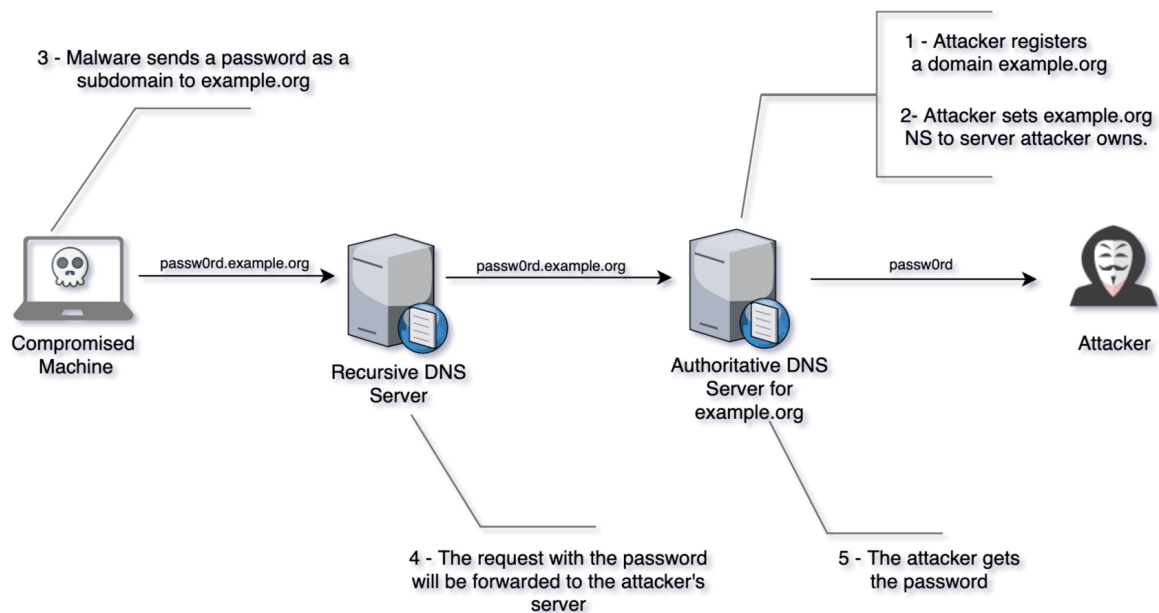 3 - Malware sends a password as a
subdomain to example.org
1 - Attacker registers
a domain example.org
2- Attacker sets example.org
NS to server attacker owns.
passw0rd.example.org
passw0rd.example.org
passw0rd
Compromised
Machine
Recursive DNS
Server
Authoritative DNS
Server for
example.org
Attacker
4 - The request with the password
will be forwarded to the attacker's
server
5 - The attacker gets
the password